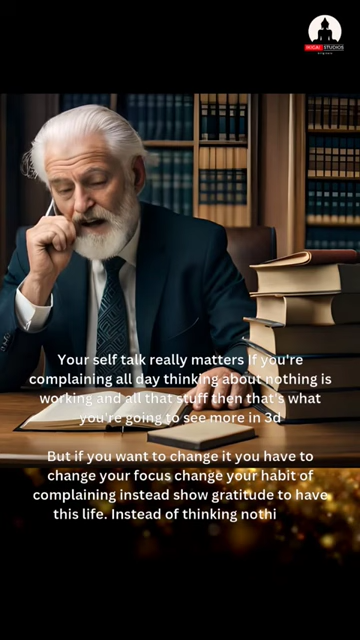 IKIGAI STUDIOS
Your self talk really matters if you're
complaining all day thinking about nothing is
working and all that stuff then that's what
you're going to see more in 3d
But if you want to change it you have to
change your focus change your habit of
complaining instead show gratitude to have
this life. Instead of thinking nothi